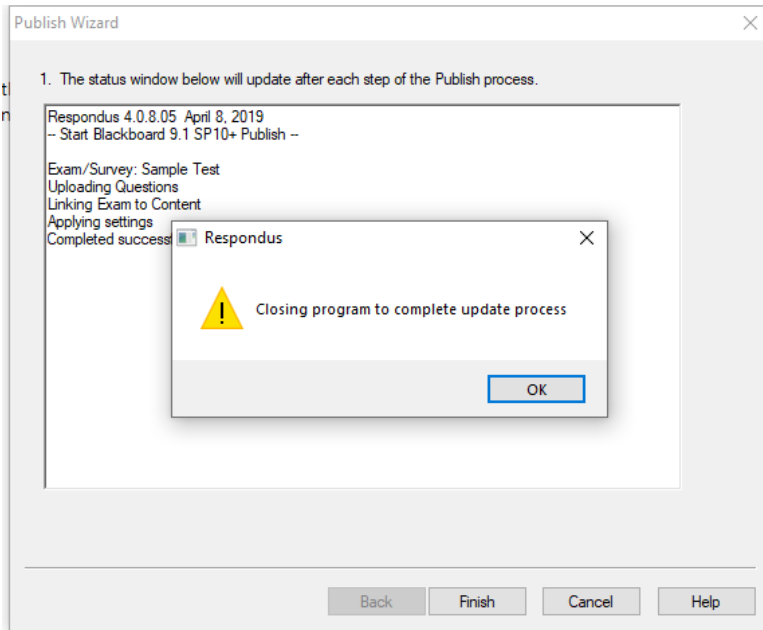 Publish Wizard
1. The status window below will update after each step of the Publish process.
Respondus 4.0.8.05 April 8, 2019
-- Start Blackboard 9.1 SP10+ Publish --
Exam/Survey: Sample Test
Uploading Questions
Linking Exam to Content
Applying settings
Completed
Respondus
Closing program to complete update process
OK
Back
Finish
Cancel
Help